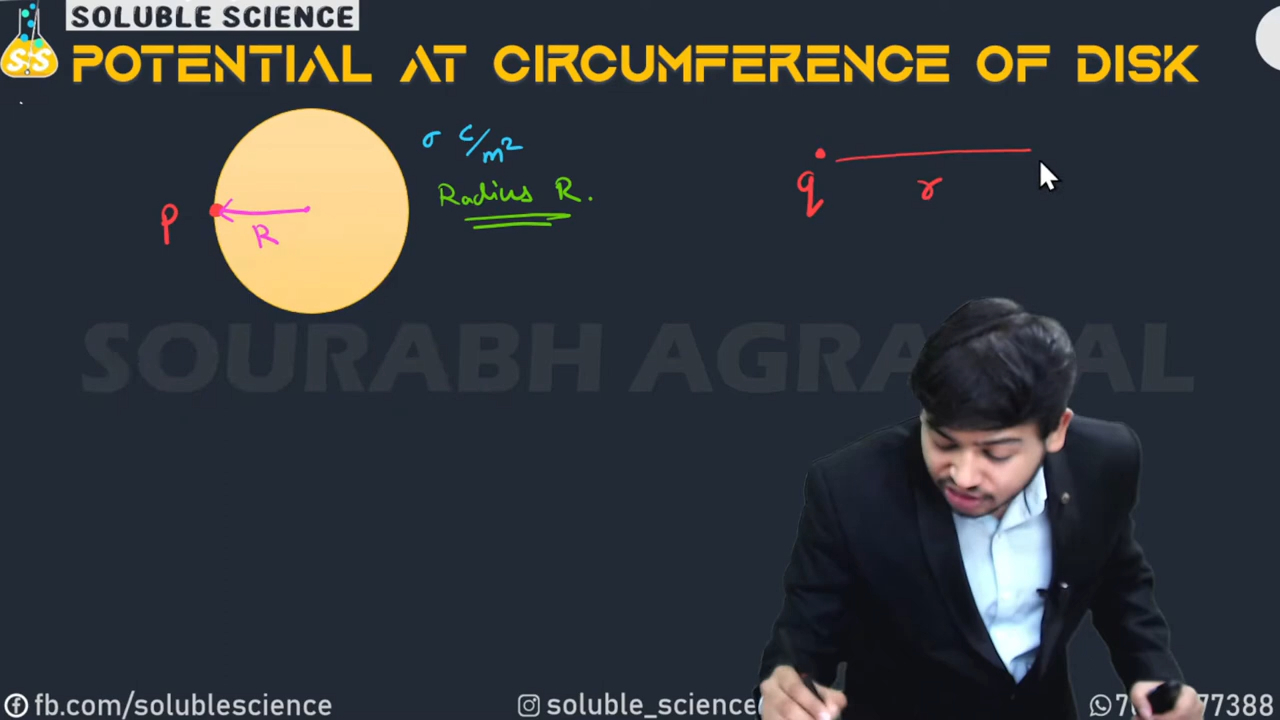 SOLUBLE SCIENCE
S S
POTENTIAL AT CIRCUMFERENCE OF DISK
σ C/m²
Radius R.
P
R
q
r
SOURABH AGRA AL
fb.com/solublescience
soluble_science
77388